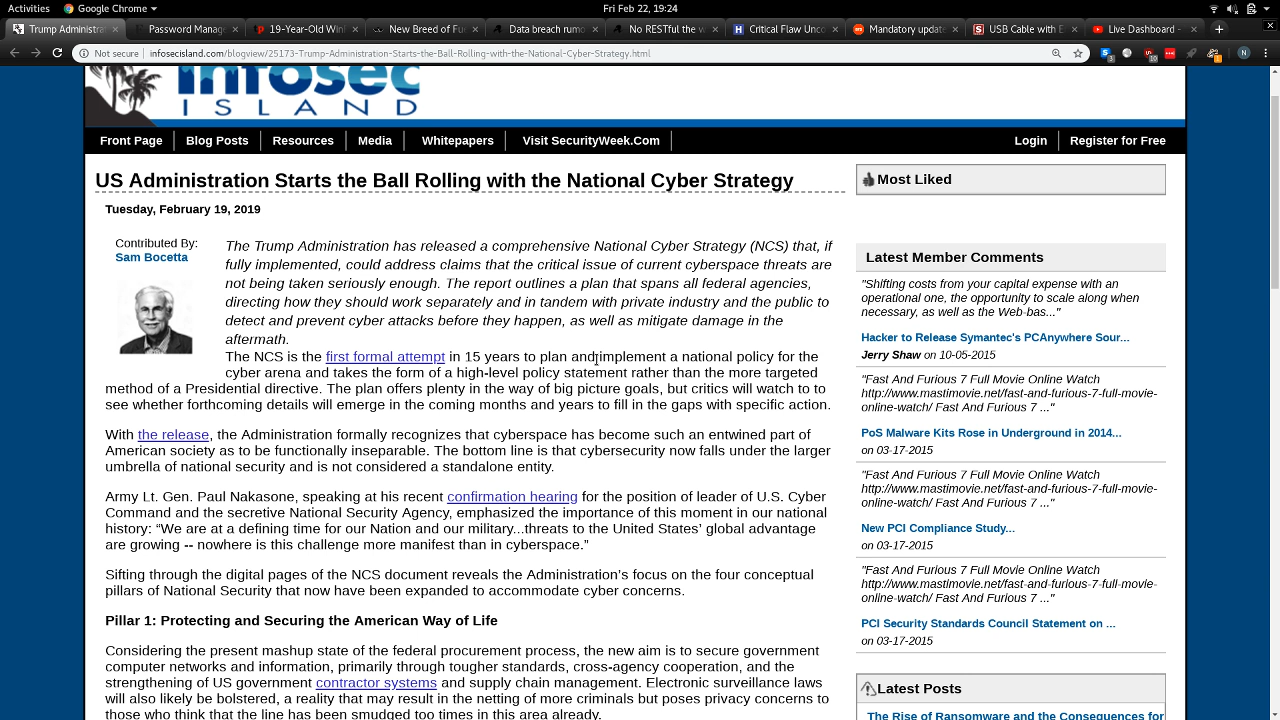 Activities Google Chrome Fri Feb 22, 19:24
Trump Administrat Password Manage 19-Year-Old Win New Breed of Fu Data breach rumo No RESTful the w Critical Flaw Unco Mandatory update USB Cable with E Live Dashboard -
Not secure infosecisland.com/blogview/25173-Trump-Administration-Starts-the-Ball-Rolling-with-the-National-Cyber-Strategy.html
infosec
ISLAND
Front Page Blog Posts Resources Media Whitepapers Visit SecurityWeek.Com Login Register for Free
US Administration Starts the Ball Rolling with the National Cyber Strategy
Tuesday, February 19, 2019
Contributed By:
Sam Bocetta
The Trump Administration has released a comprehensive National Cyber Strategy (NCS) that, if
fully implemented, could address claims that the critical issue of current cyberspace threats are
not being taken seriously enough. The report outlines a plan that spans all federal agencies,
directing how they should work separately and in tandem with private industry and the public to
detect and prevent cyber attacks before they happen, as well as mitigate damage in the
aftermath.
The NCS is the first formal attempt in 15 years to plan and implement a national policy for the
cyber arena and takes the form of a high-level policy statement rather than the more targeted
method of a Presidential directive. The plan offers plenty in the way of big picture goals, but critics will watch to to
see whether forthcoming details will emerge in the coming months and years to fill in the gaps with specific action.
With the release, the Administration formally recognizes that cyberspace has become such an entwined part of
American society as to be functionally inseparable. The bottom line is that cybersecurity now falls under the larger
umbrella of national security and is not considered a standalone entity.
Army Lt. Gen. Paul Nakasone, speaking at his recent confirmation hearing for the position of leader of U.S. Cyber
Command and the secretive National Security Agency, emphasized the importance of this moment in our national
history: “We are at a defining time for our Nation and our military...threats to the United States’ global advantage
are growing -- nowhere is this challenge more manifest than in cyberspace.”
Sifting through the digital pages of the NCS document reveals the Administration’s focus on the four conceptual
pillars of National Security that now have been expanded to accommodate cyber concerns.
Pillar 1: Protecting and Securing the American Way of Life
Considering the present mashup state of the federal procurement process, the new aim is to secure government
computer networks and information, primarily through tougher standards, cross-agency cooperation, and the
strengthening of US government contractor systems and supply chain management. Electronic surveillance laws
will also likely be bolstered, a reality that may result in the netting of more criminals but poses privacy concerns to
those who think that the line has been smudged too times in this area already.
Most Liked
Latest Member Comments
"Shifting costs from your capital expense with an
operational one, the opportunity to scale along when
necessary, as well as the Web-bas..."
Hacker to Release Symantec's PCAnywhere Sour...
Jerry Shaw on 10-05-2015
"Fast And Furious 7 Full Movie Online Watch
http://www.mastimovie.net/fast-and-furious-7-full-movie-
online-watch/ Fast And Furious 7 ..."
PoS Malware Kits Rose in Underground in 2014...
on 03-17-2015
"Fast And Furious 7 Full Movie Online Watch
http://www.mastimovie.net/fast-and-furious-7-full-movie-
online-watch/ Fast And Furious 7 ..."
New PCI Compliance Study...
on 03-17-2015
"Fast And Furious 7 Full Movie Online Watch
http://www.mastimovie.net/fast-and-furious-7-full-movie-
online-watch/ Fast And Furious 7 ..."
PCI Security Standards Council Statement on ...
on 03-17-2015
Latest Posts
The Rise of Ransomware and the Consequences for